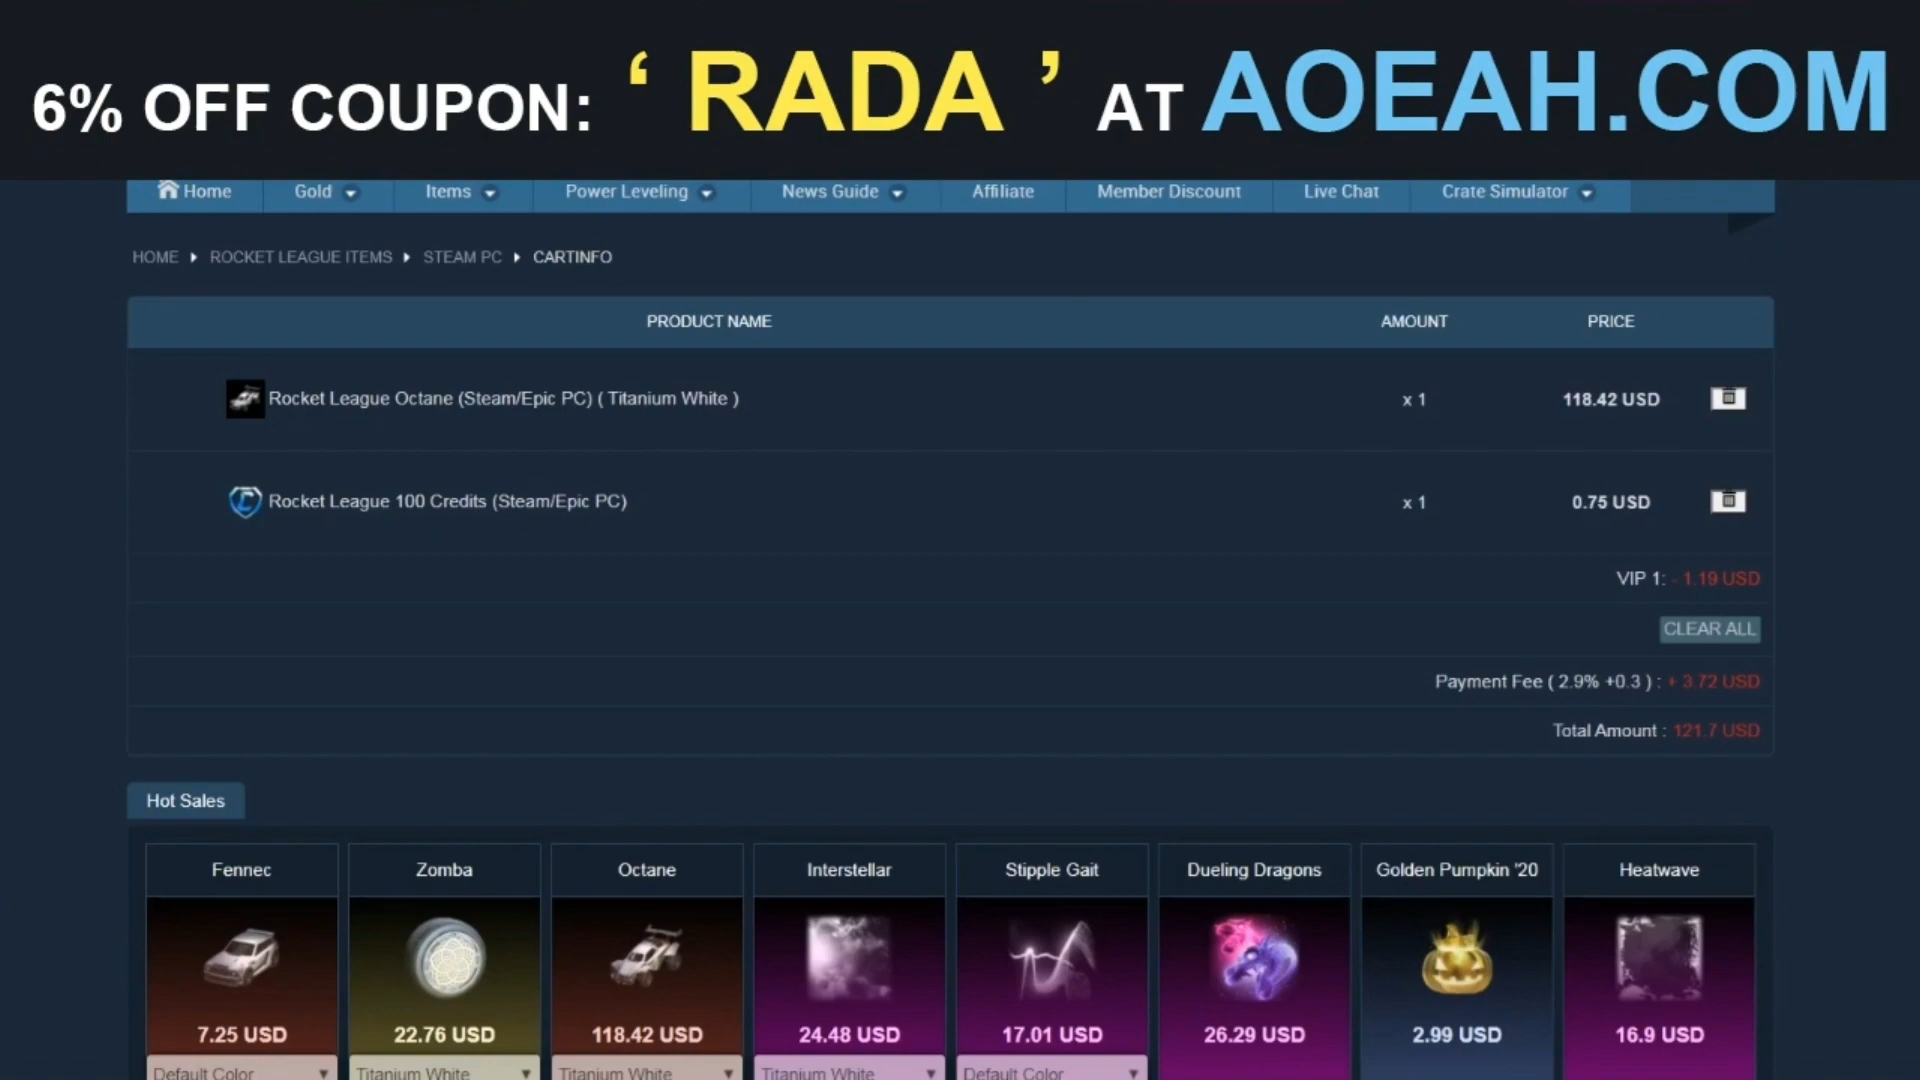 6% OFF COUPON: ‘ RADA ’ AT AOEAH.COM
Home Gold Items Power Leveling News Guide Affiliate Member Discount Live Chat Crate Simulator
HOME ROCKET LEAGUE ITEMS STEAM PC CARTINFO
PRODUCT NAME AMOUNT PRICE
Rocket League Octane (Steam/Epic PC) ( Titanium White ) x 1 118.42 USD
Rocket League 100 Credits (Steam/Epic PC) x 1 0.75 USD
VIP 1: - 1.19 USD
CLEAR ALL
Payment Fee ( 2.9% +0.3 ) : + 3.72 USD
Total Amount : 121.7 USD
Hot Sales
Fennec Zomba Octane Interstellar Stipple Gait Dueling Dragons Golden Pumpkin '20 Heatwave
7.25 USD 22.76 USD 118.42 USD 24.48 USD 17.01 USD 26.29 USD 2.99 USD 16.9 USD
Default Color Titanium White Titanium White Titanium White Default Color